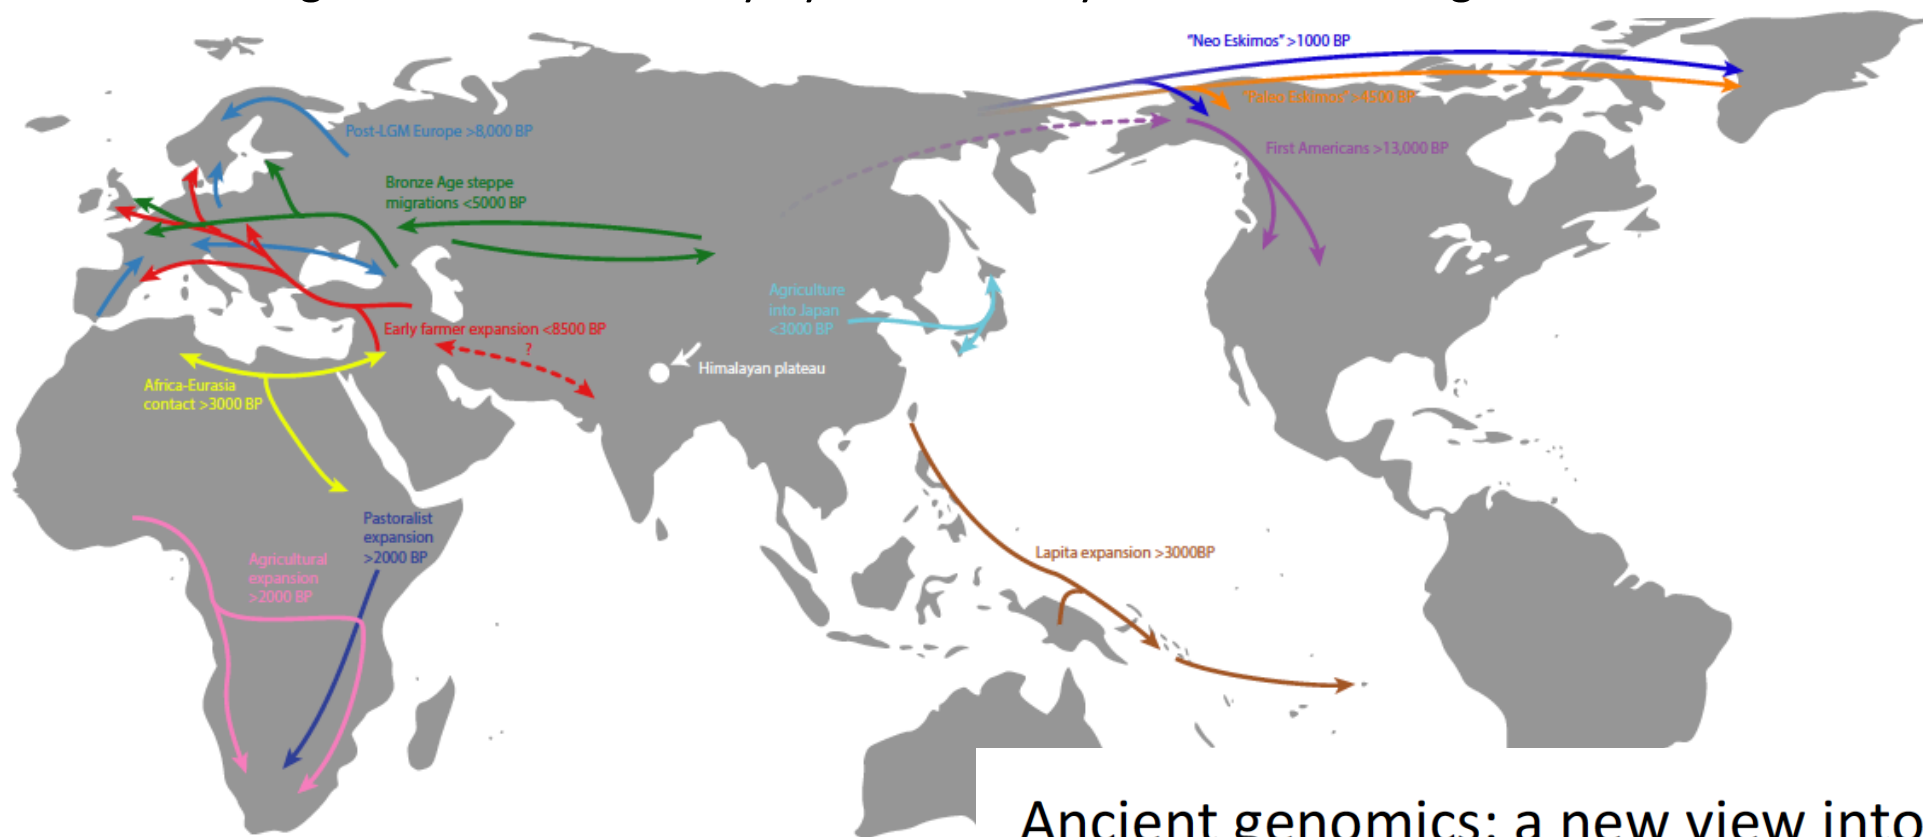 "Neo Eskimos" >1000 BP
"Paleo Eskimos" >4500 BP
Post-LGM Europe >8,000 BP
First Americans >13,000 BP
Bronze Age steppe
migrations <5000 BP
Agriculture
into Japan
<3000 BP
Early farmer expansion <8500 BP
?
Himalayan plateau
Africa-Eurasia
contact >3000 BP
Pastoralist
expansion
>2000 BP
Agricultural
expansion
>2000 BP
Lapita expansion >3000BP
Ancient genomics: a new view into